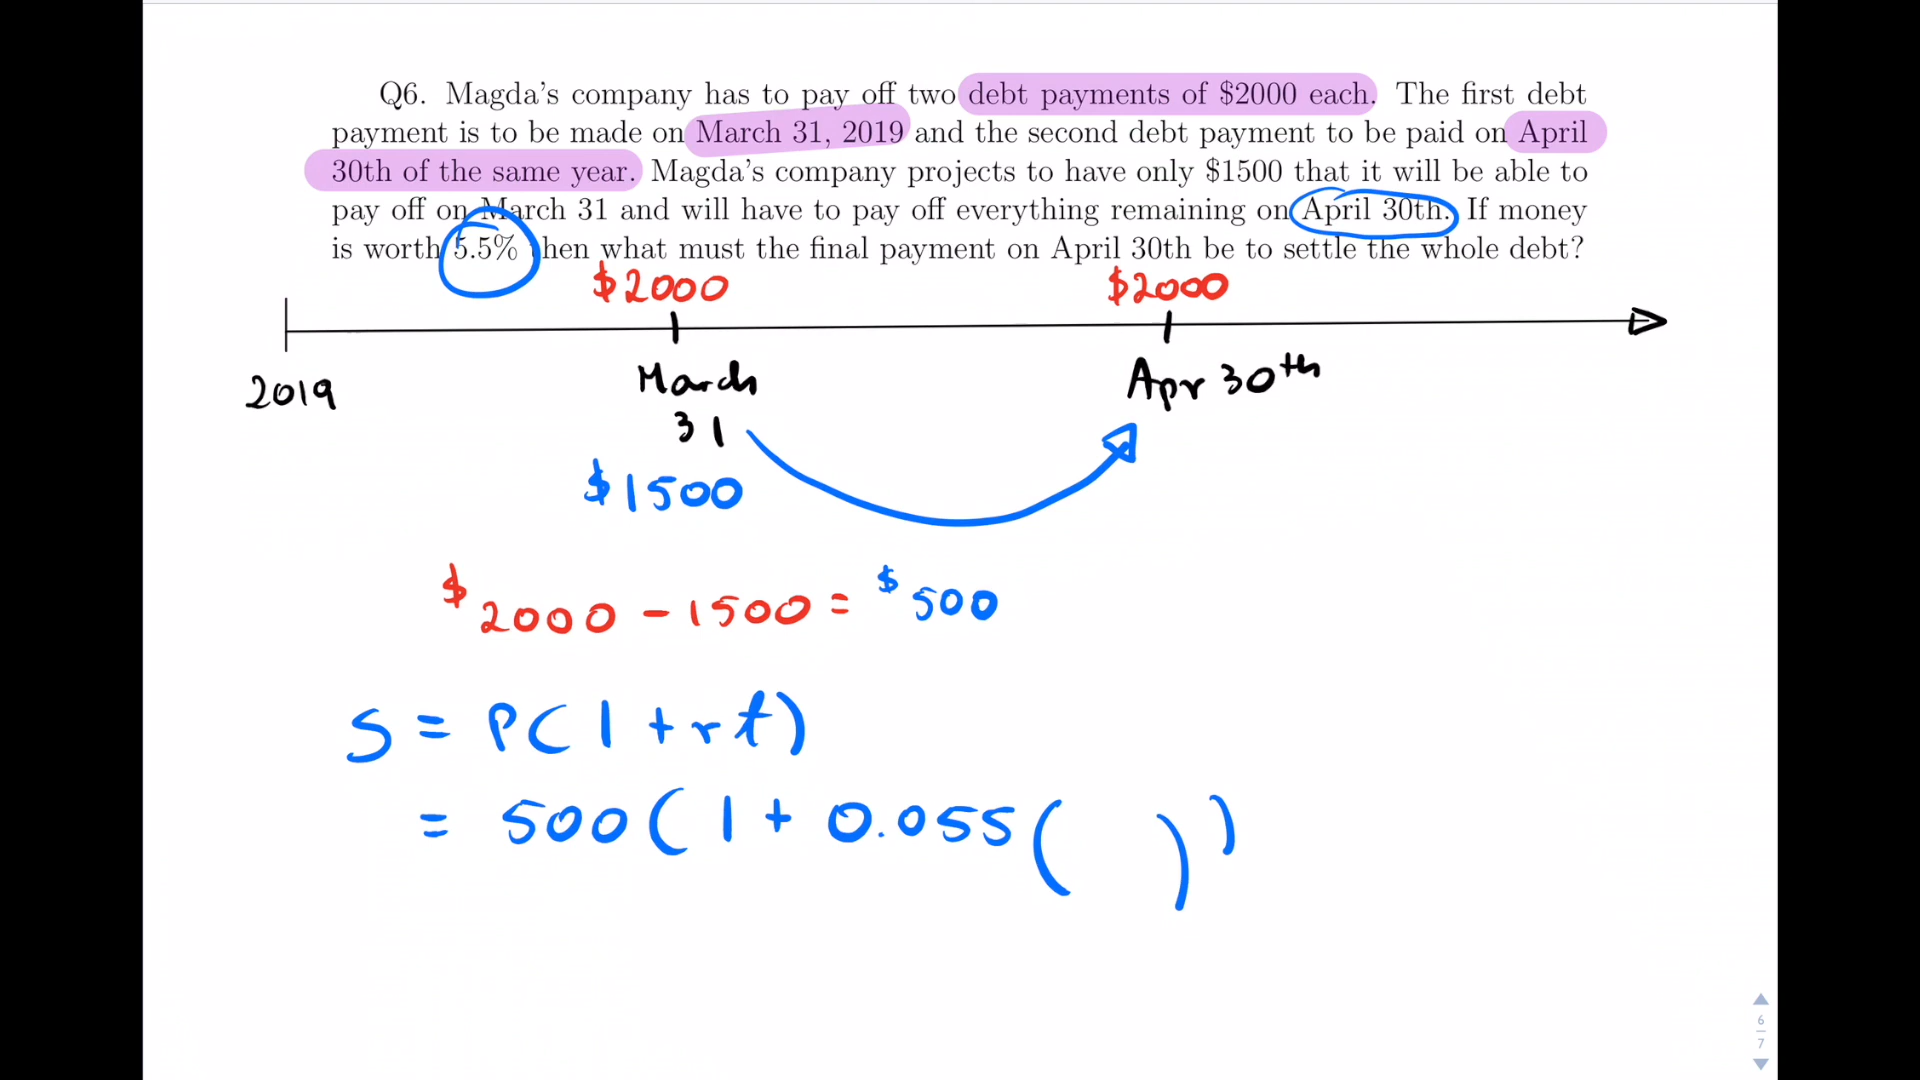 Q6. Magda's company has to pay off two debt payments of $2000 each. The first debt
payment is to be made on March 31, 2019 and the second debt payment to be paid on April
30th of the same year. Magda's company projects to have only $1500 that it will be able to
pay off on March 31 and will have to pay off everything remaining on April 30th. If money
is worth 5.5% then what must the final payment on April 30th be to settle the whole debt?
$2000 $2000
2019 March 31 Apr 30th
$1500
$2000 - 1500 = $500
S = P(1 + rt)
= 500(1 + 0.055( ))
6
7